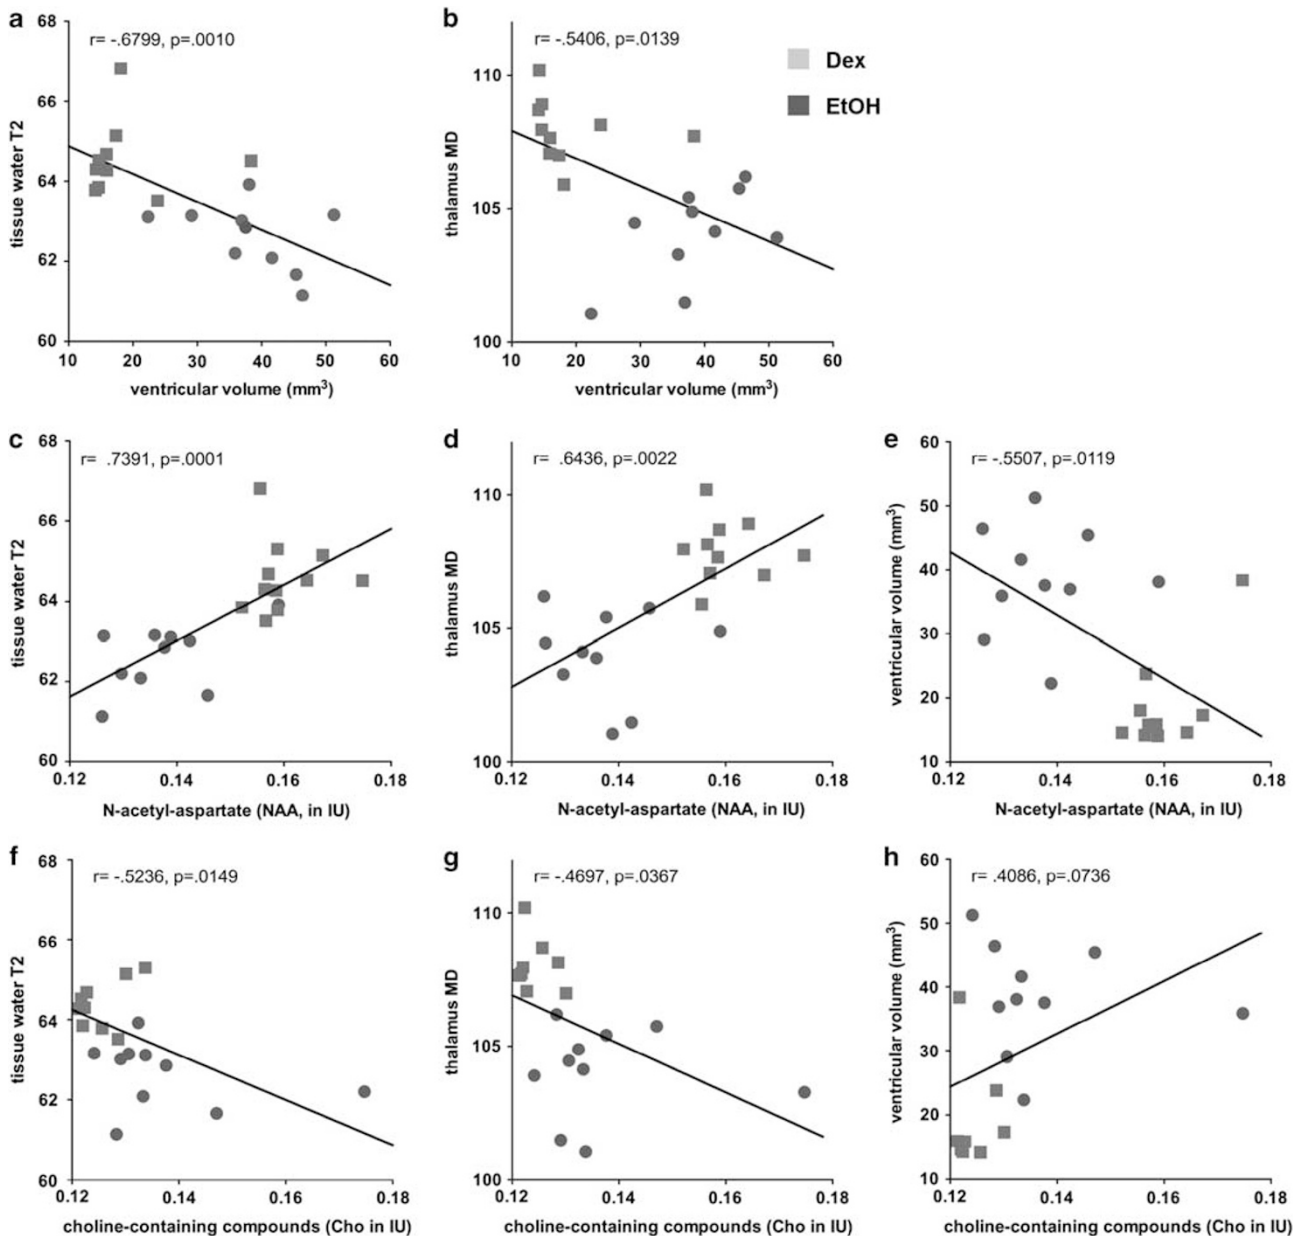 a
r= -.6799, p=.0010
68
66
64
62
60
tissue water T2
10 20 30 40 50 60
ventricular volume (mm³)
b
r= -.5406, p=.0139
110
105
100
thalamus MD
10 20 30 40 50 60
ventricular volume (mm³)
Dex
EtOH
c
r= .7391, p=.0001
68
66
64
62
60
tissue water T2
0.12 0.14 0.16 0.18
N-acetyl-aspartate (NAA, in IU)
d
r= .6436, p=.0022
110
105
100
thalamus MD
0.12 0.14 0.16 0.18
N-acetyl-aspartate (NAA, in IU)
e
r= -.5507, p=.0119
60
50
40
30
20
10
ventricular volume (mm³)
0.12 0.14 0.16 0.18
N-acetyl-aspartate (NAA, in IU)
f
r= -.5236, p=.0149
68
66
64
62
60
tissue water T2
0.12 0.14 0.16 0.18
choline-containing compounds (Cho in IU)
g
r= -.4697, p=.0367
110
105
100
thalamus MD
0.12 0.14 0.16 0.18
choline-containing compounds (Cho in IU)
h
r= .4086, p=.0736
60
50
40
30
20
10
ventricular volume (mm³)
0.12 0.14 0.16 0.18
choline-containing compounds (Cho in IU)